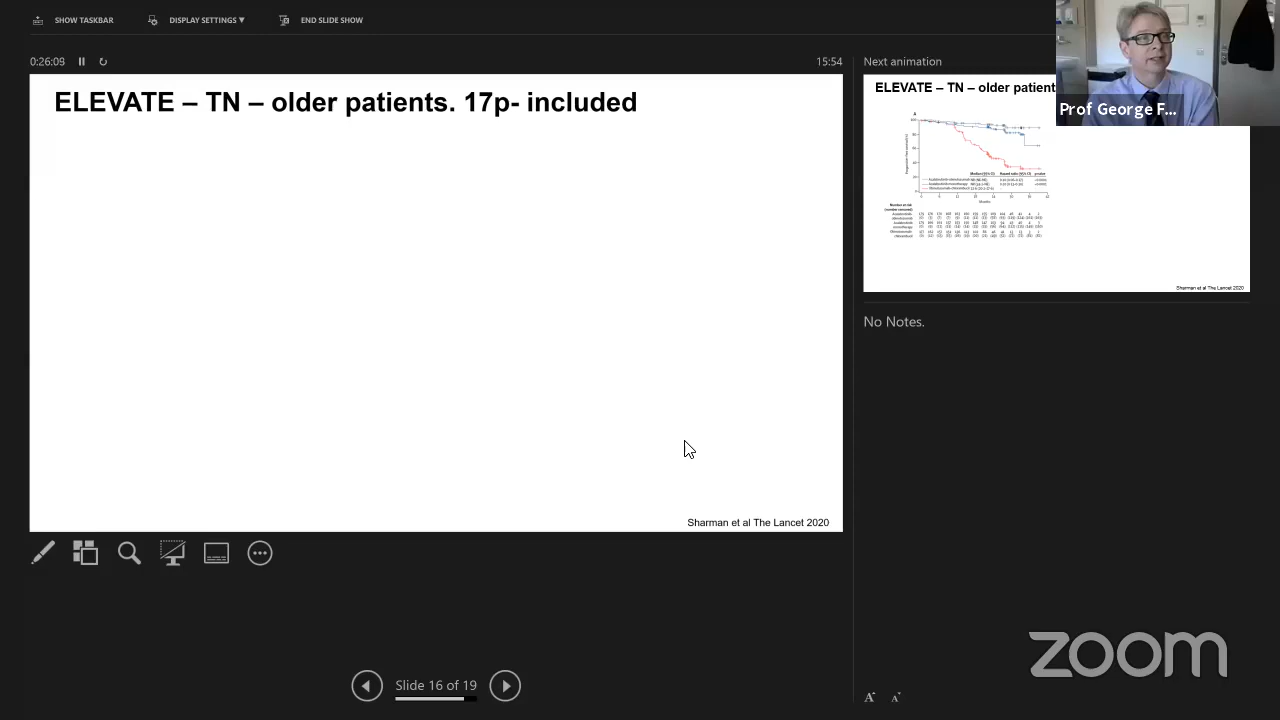 SHOW TASKBAR
DISPLAY SETTINGS ▼
END SLIDE SHOW
0:26:09
15:54
Next animation
ELEVATE – TN – older patients. 17p- included
Sharman et al The Lancet 2020
ELEVATE – TN – older patient
Months
Sharman et al The Lancet 2020
Prof George F...
No Notes.
Slide 16 of 19
zoom